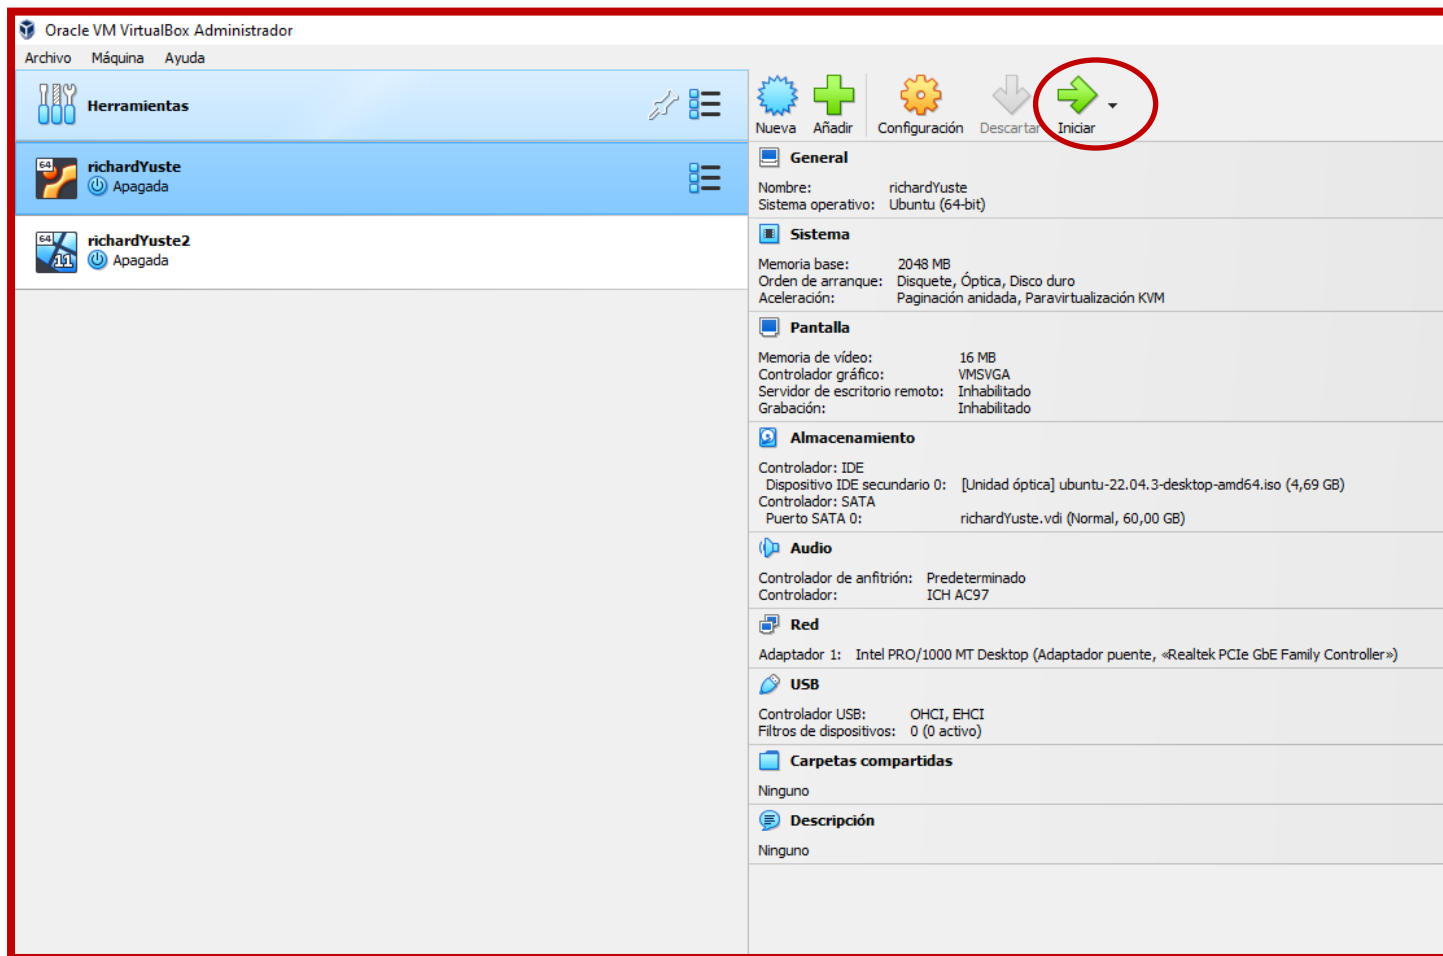 Oracle VM VirtualBox Administrador
Archivo Máquina Ayuda
Herramientas
64
richardYuste
Apagada
64
11
richardYuste2
Apagada
Nueva Añadir Configuración Descartar Iniciar
General
Nombre: richardYuste
Sistema operativo: Ubuntu (64-bit)
Sistema
Memoria base: 2048 MB
Orden de arranque: Disquete, Óptica, Disco duro
Aceleración: Paginación anidada, Paravirtualización KVM
Pantalla
Memoria de vídeo: 16 MB
Controlador gráfico: VMSVGA
Servidor de escritorio remoto: Inhabilitado
Grabación: Inhabilitado
Almacenamiento
Controlador: IDE
Dispositivo IDE secundario 0: [Unidad óptica] ubuntu-22.04.3-desktop-amd64.iso (4,69 GB)
Controlador: SATA
Puerto SATA 0: richardYuste.vdi (Normal, 60,00 GB)
Audio
Controlador de anfitrión: Predeterminado
Controlador: ICH AC97
Red
Adaptador 1: Intel PRO/1000 MT Desktop (Adaptador puente, «Realtek PCIe GbE Family Controller»)
USB
Controlador USB: OHCI, EHCI
Filtros de dispositivos: 0 (0 activo)
Carpetas compartidas
Ninguno
Descripción
Ninguno